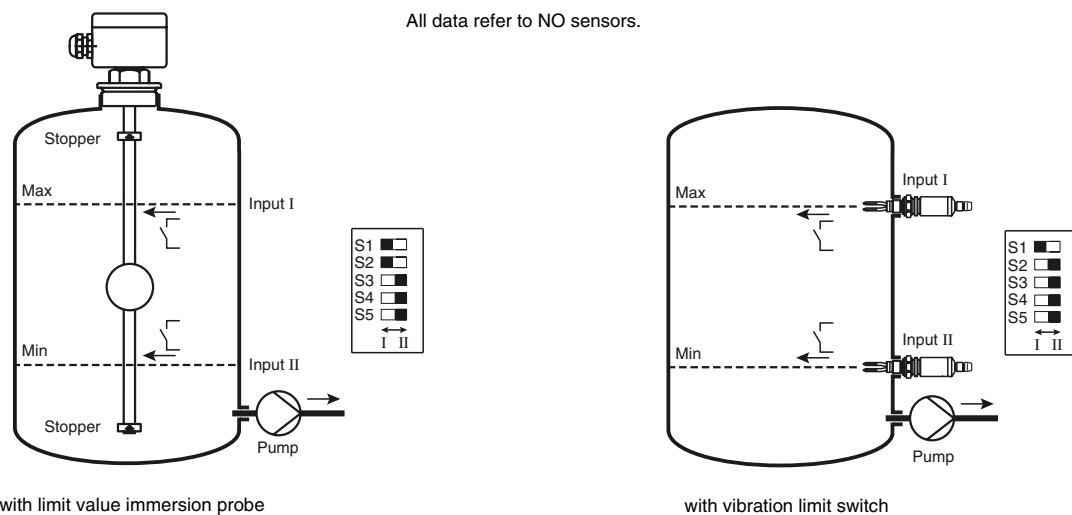 All data refer to NO sensors.
Stopper
Max
Input I
Min
Input II
Stopper
Pump
S1
S2
S3
S4
S5
I II
with limit value immersion probe
Max
Input I
Min
Input II
Pump
S1
S2
S3
S4
S5
I II
with vibration limit switch